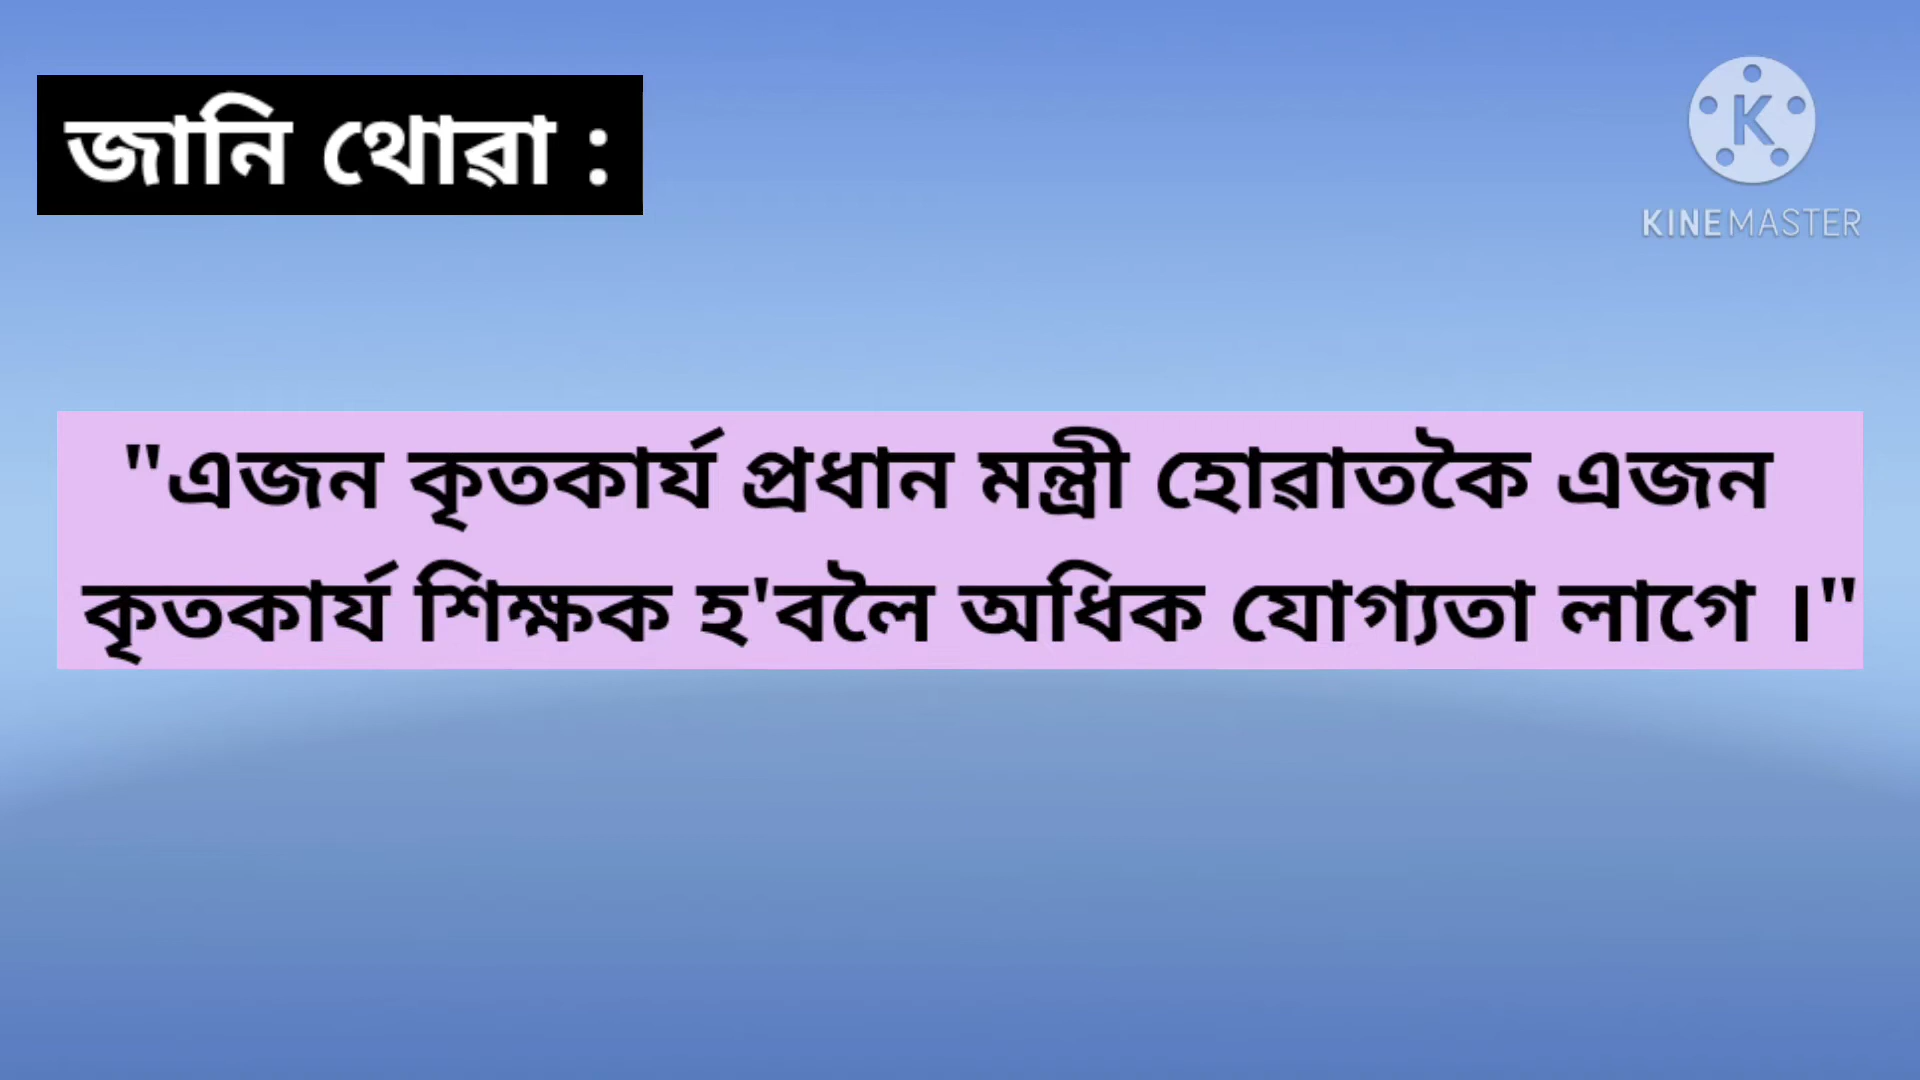 জানি থোৱা :
KINEMASTER
"এজন কৃতকাৰ্য প্ৰধান মন্ত্ৰী হোৱাতকৈ এজন
কৃতকাৰ্য শিক্ষক হ'বলৈ অধিক যোগ্যতা লাগে ।"